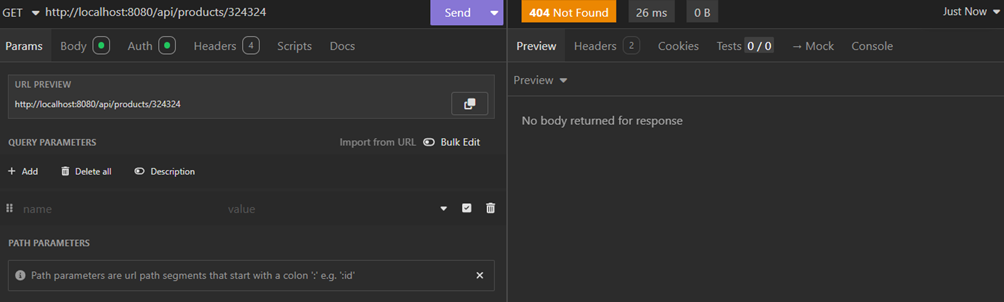 GET http://localhost:8080/api/products/324324 Send 404 Not Found 26 ms 0 B Just Now
Params Body Auth Headers 4 Scripts Docs Preview Headers 2 Cookies Tests 0 / 0 → Mock Console
Preview
URL PREVIEW
http://localhost:8080/api/products/324324
No body returned for response
QUERY PARAMETERS Import from URL Bulk Edit
+ Add Delete all Description
name value
PATH PARAMETERS
Path parameters are url path segments that start with a colon ':' e.g. ':id'